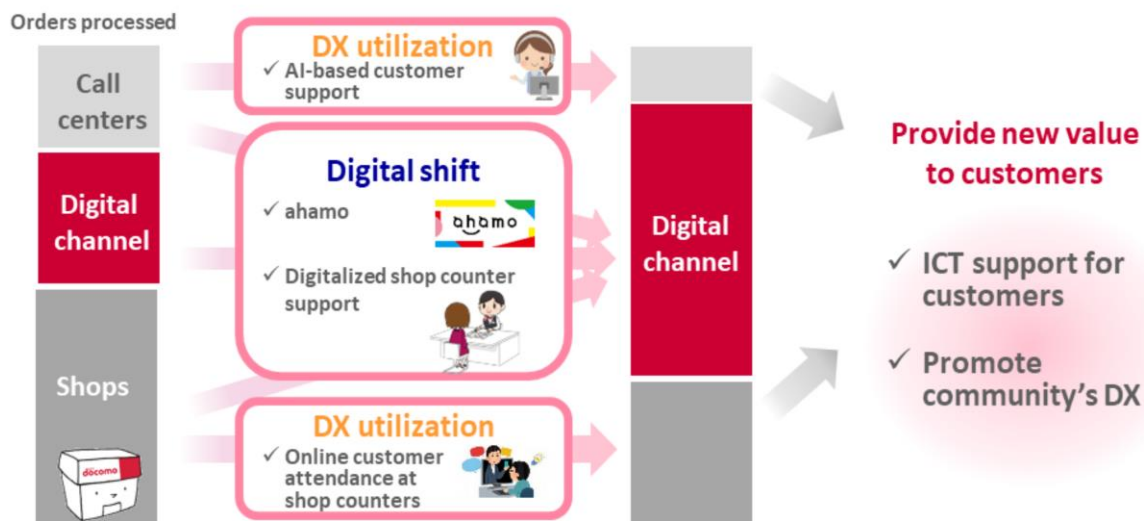 Orders processed
Call
centers
Digital
channel
Shops
döcomo
DX utilization
✓ AI-based customer
support
Digital shift
✓ ahamo
ahamo
✓ Digitalized shop counter
support
DX utilization
✓ Online customer
attendance at
shop counters
Digital
channel
Provide new value
to customers
✓ ICT support for
customers
✓ Promote
community’s DX